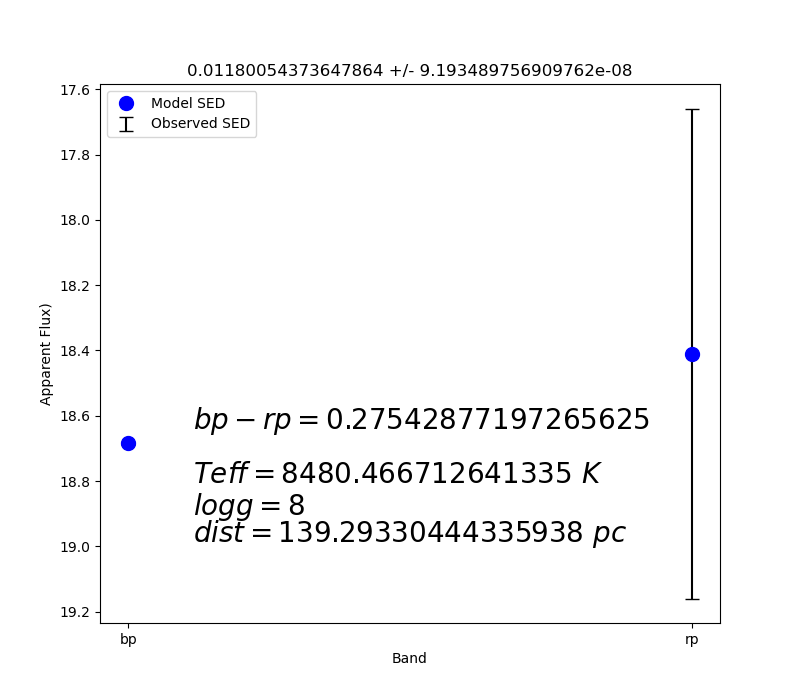 0.01180054373647864 +/- 9.193489756909762e-08
17.6
Model SED
Observed SED
17.8
18.0
18.2
18.4
18.6
18.8
19.0
19.2
Apparent Flux)
bp − rp = 0.27542877197265625
Teff = 8480.466712641335 K
logg = 8
dist = 139.29330444335938 pc
bp
rp
Band